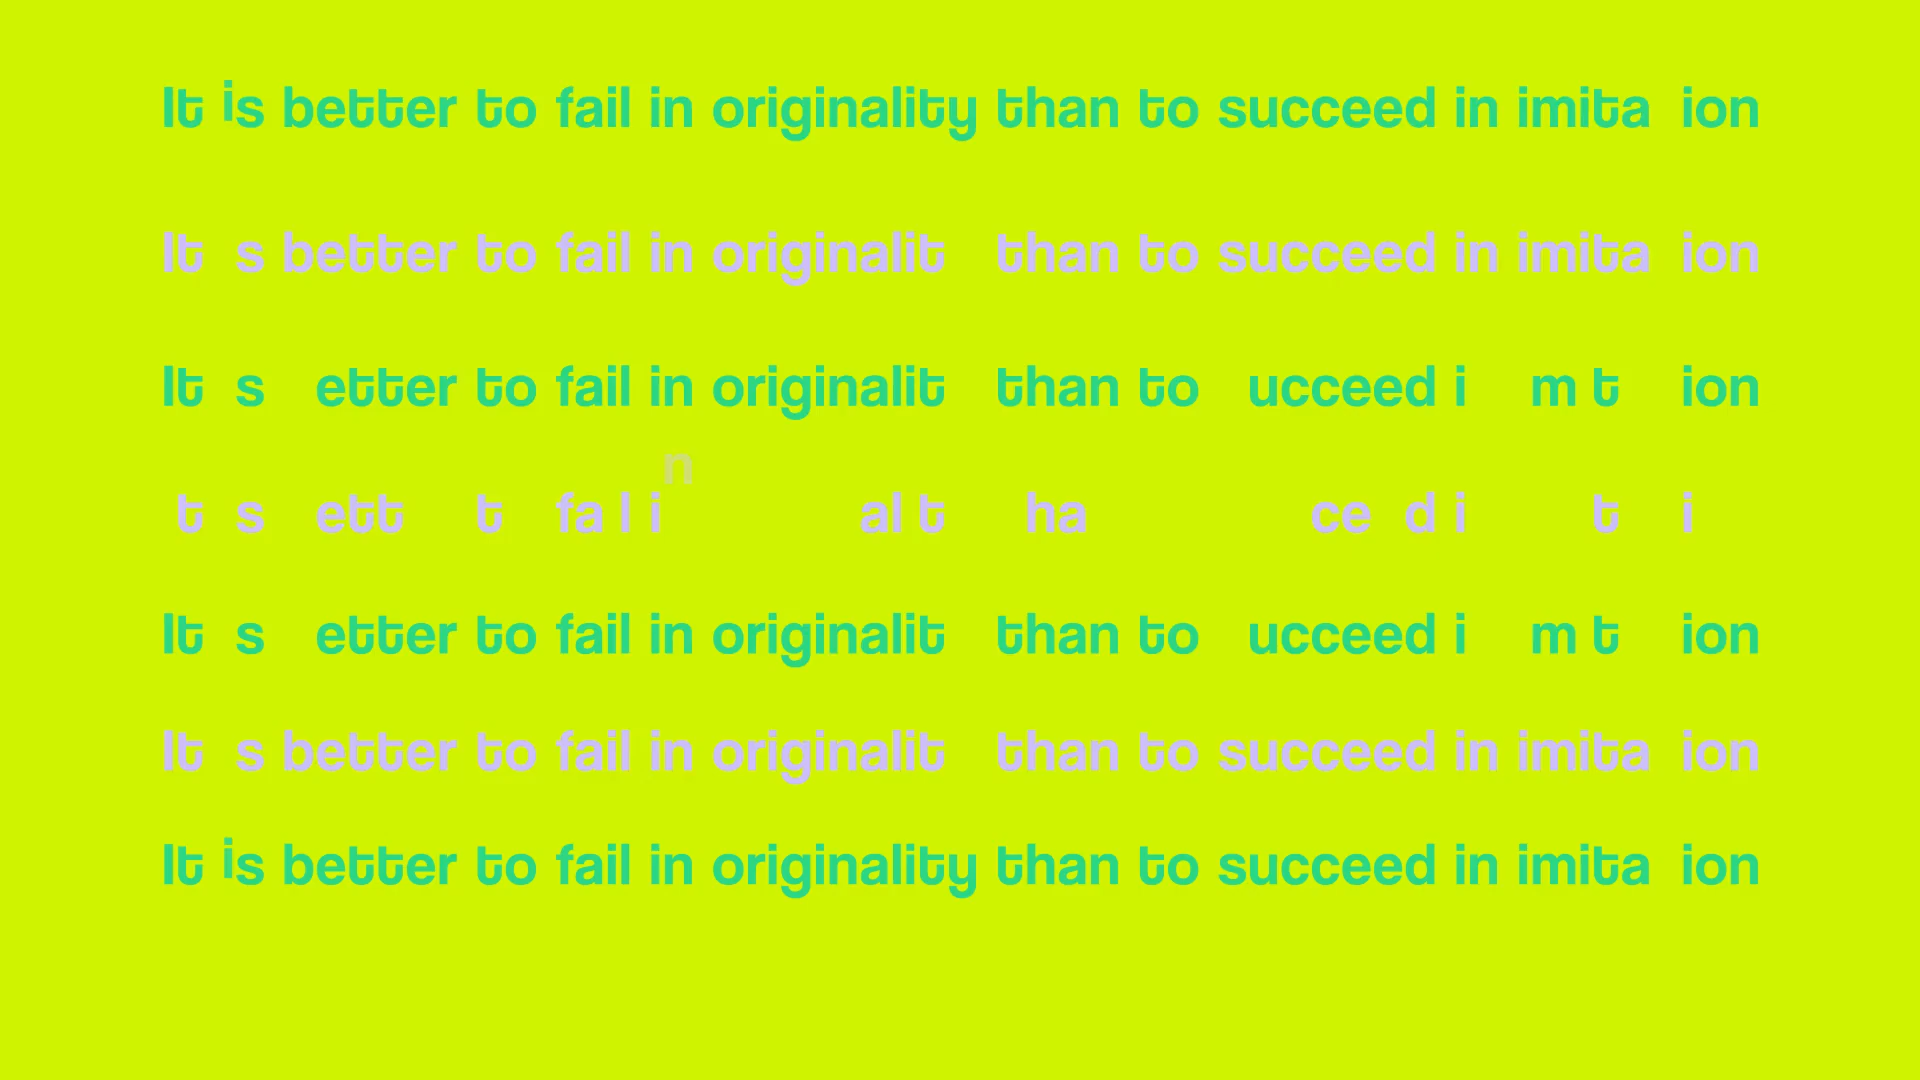 It is better to fail in originality than to succeed in imita ion
It s better to fail in originalit than to succeed in imita ion
It s etter to fail in originalit than to ucceed i m t ion
n
t s ett t fa l i al t ha ce d i t i
It s etter to fail in originalit than to ucceed i m t ion
It s better to fail in originalit than to succeed in imita ion
It is better to fail in originality than to succeed in imita ion